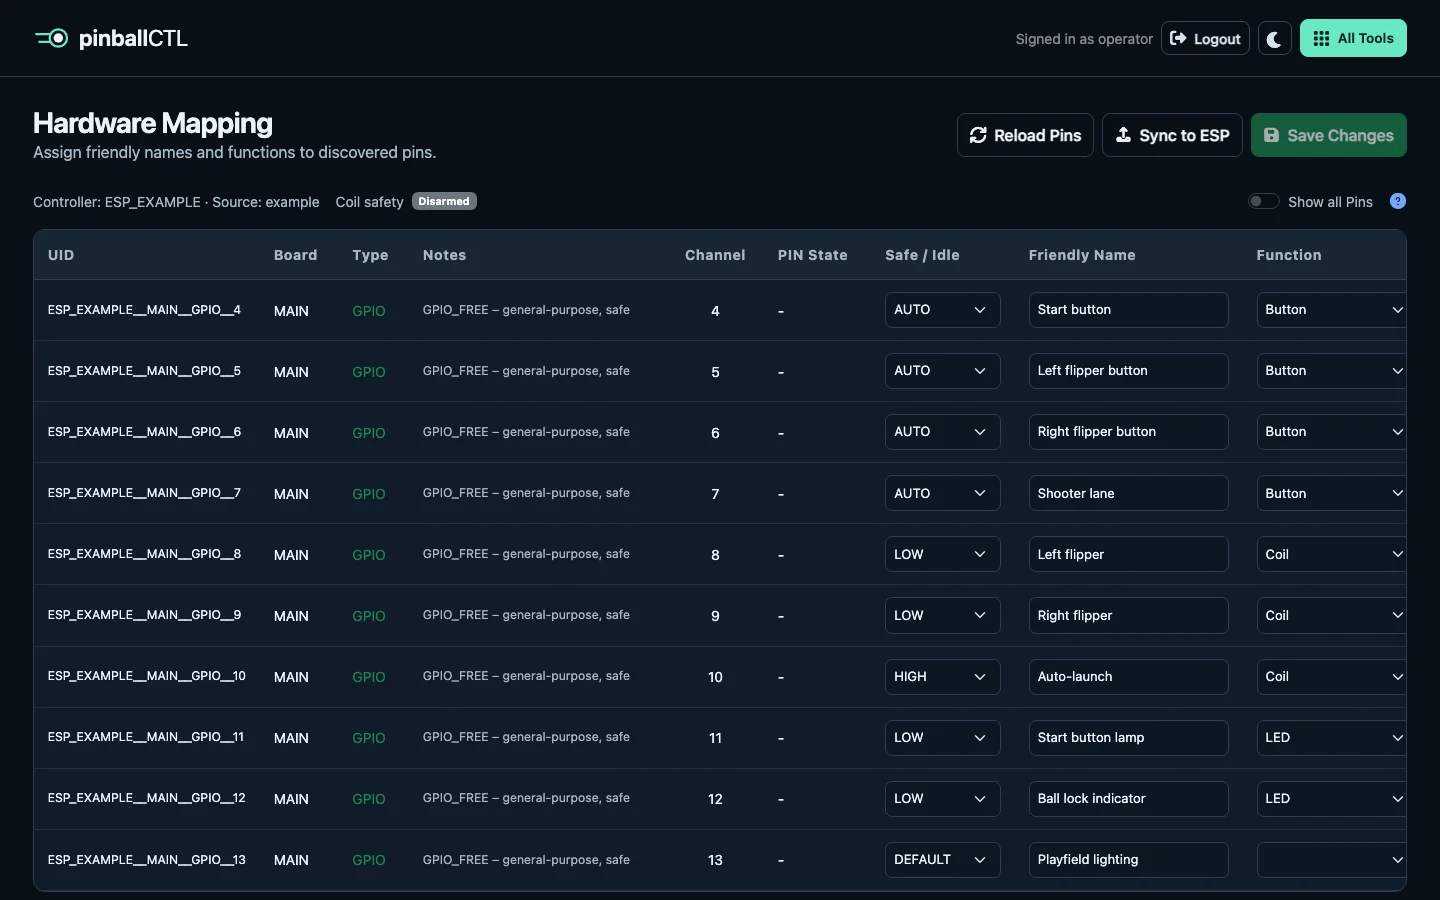 pinballCTL
Signed in as operator Logout All Tools
Hardware Mapping
Assign friendly names and functions to discovered pins.
Reload Pins Sync to ESP Save Changes
Controller: ESP_EXAMPLE · Source: example Coil safety Disarmed Show all Pins ?
UID Board Type Notes Channel PIN State Safe / Idle Friendly Name Function
ESP_EXAMPLE__MAIN__GPIO__4 MAIN GPIO GPIO_FREE – general-purpose, safe 4 - AUTO Start button Button
ESP_EXAMPLE__MAIN__GPIO__5 MAIN GPIO GPIO_FREE – general-purpose, safe 5 - AUTO Left flipper button Button
ESP_EXAMPLE__MAIN__GPIO__6 MAIN GPIO GPIO_FREE – general-purpose, safe 6 - AUTO Right flipper button Button
ESP_EXAMPLE__MAIN__GPIO__7 MAIN GPIO GPIO_FREE – general-purpose, safe 7 - AUTO Shooter lane Button
ESP_EXAMPLE__MAIN__GPIO__8 MAIN GPIO GPIO_FREE – general-purpose, safe 8 - LOW Left flipper Coil
ESP_EXAMPLE__MAIN__GPIO__9 MAIN GPIO GPIO_FREE – general-purpose, safe 9 - LOW Right flipper Coil
ESP_EXAMPLE__MAIN__GPIO__10 MAIN GPIO GPIO_FREE – general-purpose, safe 10 - HIGH Auto-launch Coil
ESP_EXAMPLE__MAIN__GPIO__11 MAIN GPIO GPIO_FREE – general-purpose, safe 11 - LOW Start button lamp LED
ESP_EXAMPLE__MAIN__GPIO__12 MAIN GPIO GPIO_FREE – general-purpose, safe 12 - LOW Ball lock indicator LED
ESP_EXAMPLE__MAIN__GPIO__13 MAIN GPIO GPIO_FREE – general-purpose, safe 13 - DEFAULT Playfield lighting